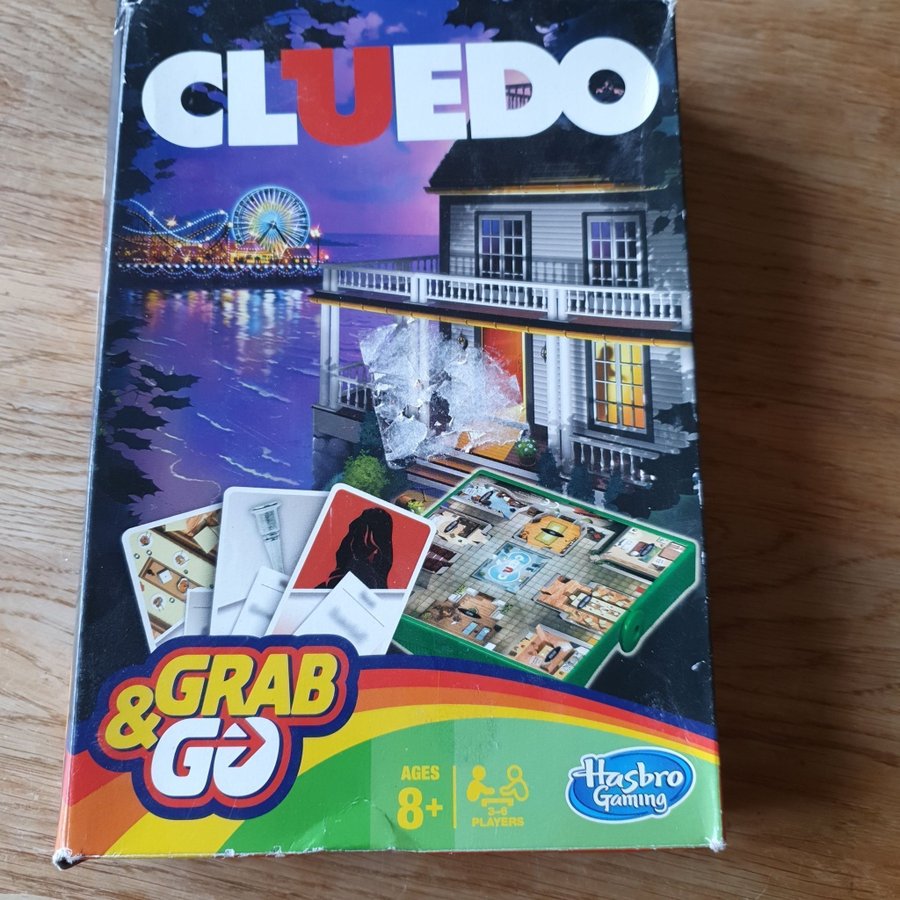 CLUEDO
GRAB
& GO
AGES
8+
3-6
PLAYERS
Hasbro
Gaming